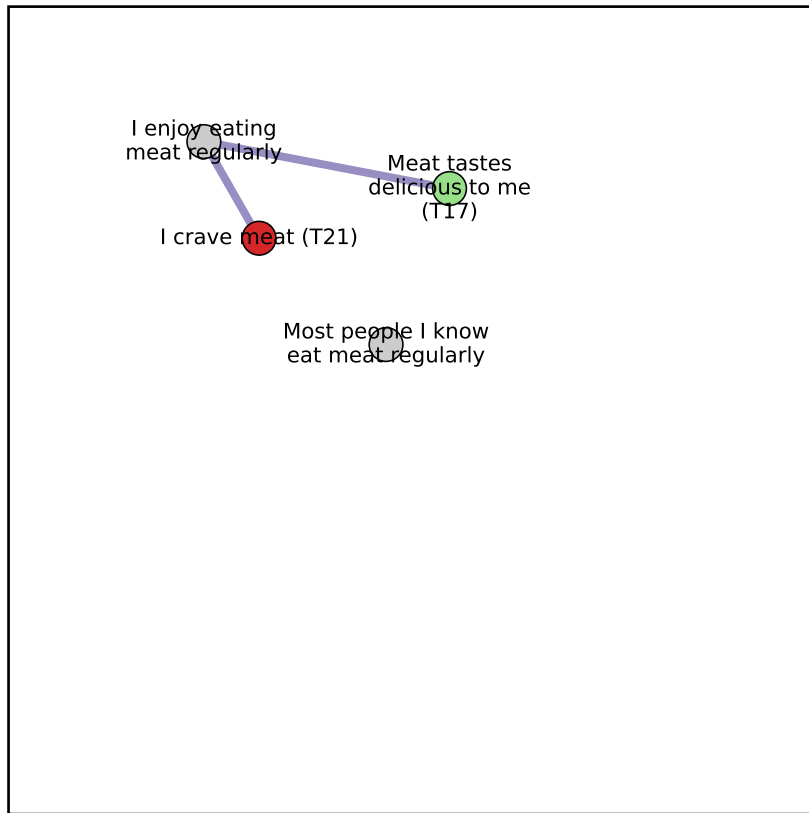 I enjoy eating
meat regularly
Meat tastes
delicious to me
(T17)
I crave meat (T21)
Most people I know
eat meat regularly